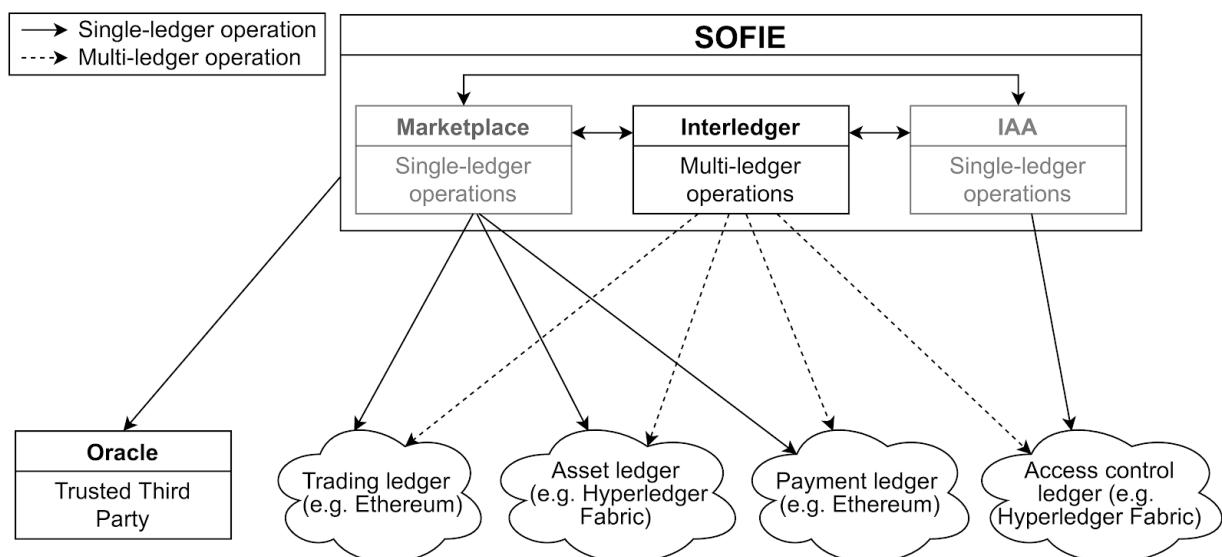 Single-ledger operation
Multi-ledger operation
SOFIE
Marketplace
Single-ledger
operations
Interledger
Multi-ledger
operations
IAA
Single-ledger
operations
Oracle
Trusted Third
Party
Trading ledger
(e.g. Ethereum)
Asset ledger
(e.g. Hyperledger
Fabric)
Payment ledger
(e.g. Ethereum)
Access control
ledger (e.g.
Hyperledger Fabric)